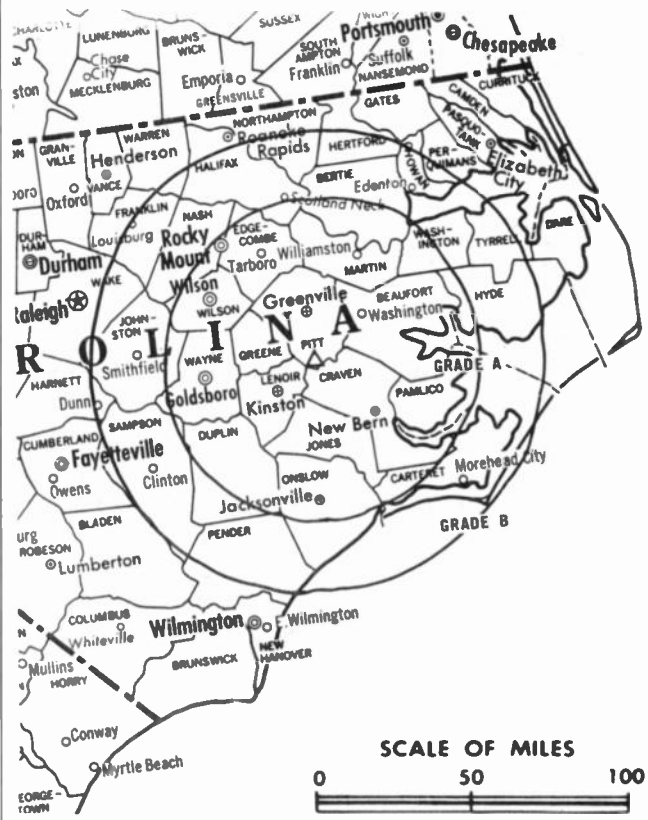 LUNENBURG
BRUNS-
WICK
SUSSEX
SOUTH
AMPTON
Portsmouth
Chesapeake
Chase
City
MECKLENBURG
Emporia
GREENSVILLE
Franklin
Suffolk
NANSEMOND
CURRITUCK
ston
NORTHAMPTON
GATES
CAMDEN
PASQUO-
TANK
GRAN-
VILLE
WARREN
Roanoke
Rapids
HERTFORD
CHOWAN
PER-
QUIMANS
Elizabeth
City
Henderson
VANCE
HALIFAX
BERTIE
Edenton
boro
Oxford
FRANKLIN
Louisburg
NASH
Scotland Neck
DUR-
HAM
Durham
WAKE
Rocky
Mount
EDGE-
COMBE
Tarboro
Williamston
MARTIN
WASH-
INGTON
TYRRELL
DARE
Raleigh
Wilson
WILSON
Greenville
BEAUFORT
Washington
HYDE
JOHN-
STON
R O L I N A
Smithfield
WAYNE
GREENE
PITT
GRADE A
HARNETT
Dunn
Goldsboro
LENOIR
Kinston
CRAVEN
PAMLICO
CUMBERLAND
SAMPSON
DUPLIN
New Bern
JONES
Fayetteville
Owens
Clinton
ONSLOW
Jacksonville
CARTERET
Morehead City
GRADE B
urg
ROBESON
BLADEN
PENDER
Lumberton
COLUMBUS
Whiteville
Wilmington
E. Wilmington
NEW
HANOVER
BRUNSWICK
Mullins
HORRY
Conway
Myrtle Beach
EORGE-
TOWN
SCALE OF MILES
0 50 100